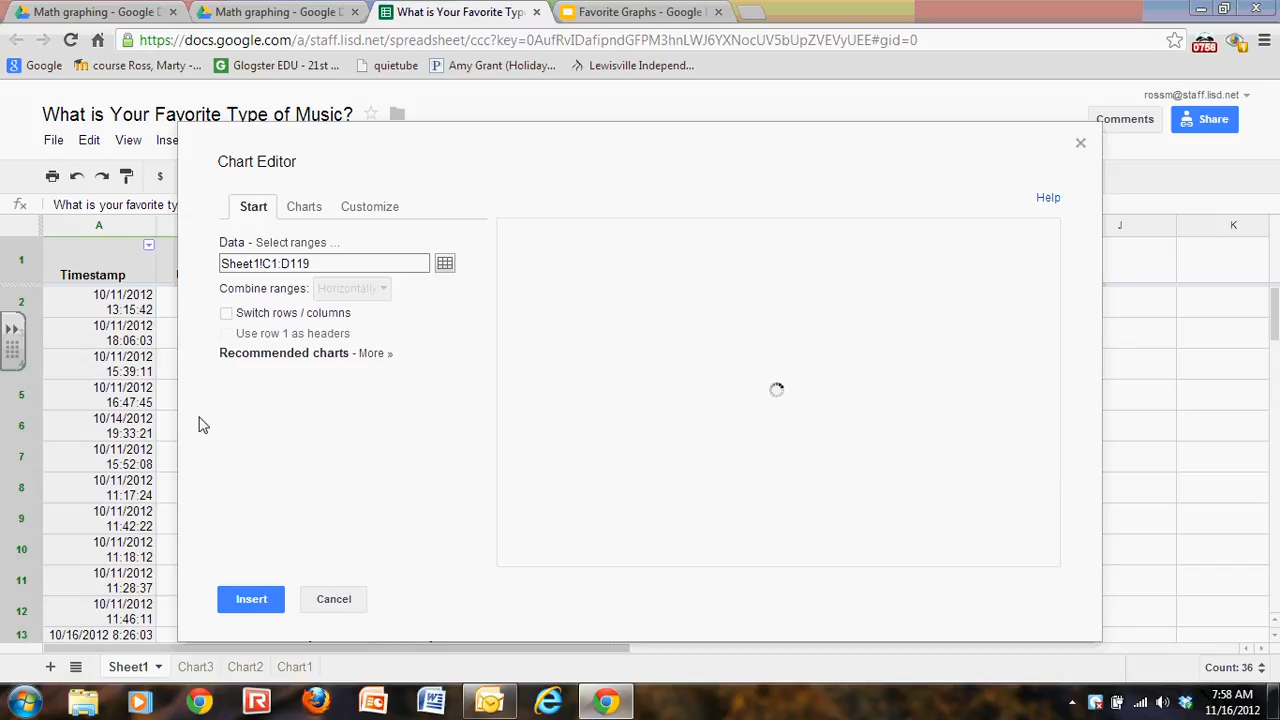 Math graphing - Google D
Math graphing - Google D
What is Your Favorite Typ
Favorite Graphs - Google
https://docs.google.com/a/staff.lisd.net/spreadsheet/ccc?key=0AufRvIDafipndGFPM3hnLWJ6YXNocUV5bUpZVEVyUEE#gid=0
0758
Google
course Ross, Marty -...
Glogster EDU - 21st ...
quietube
Amy Grant (Holiday...
Lewisville Independ...
rossm@staff.lisd.net
What is Your Favorite Type of Music?
Comments
Share
File Edit View Inse
$
fx What is your favorite ty
Chart Editor
Help
Start Charts Customize
Data - Select ranges ...
Sheet1!C1:D119
Combine ranges: Horizontally
Switch rows / columns
Use row 1 as headers
Recommended charts - More »
Insert Cancel
A J K
1 Timestamp
2 10/11/2012
13:15:42
10/11/2012
18:06:03
10/11/2012
15:39:11
5 10/11/2012
16:47:45
6 10/14/2012
19:33:21
7 10/11/2012
15:52:08
8 10/11/2012
11:17:24
9 10/11/2012
11:42:22
10 10/11/2012
11:18:12
11 10/11/2012
11:28:37
12 10/11/2012
11:46:11
13 10/16/2012 8:26:03
Sheet1 Chart3 Chart2 Chart1
Count: 36
7:58 AM
11/16/2012